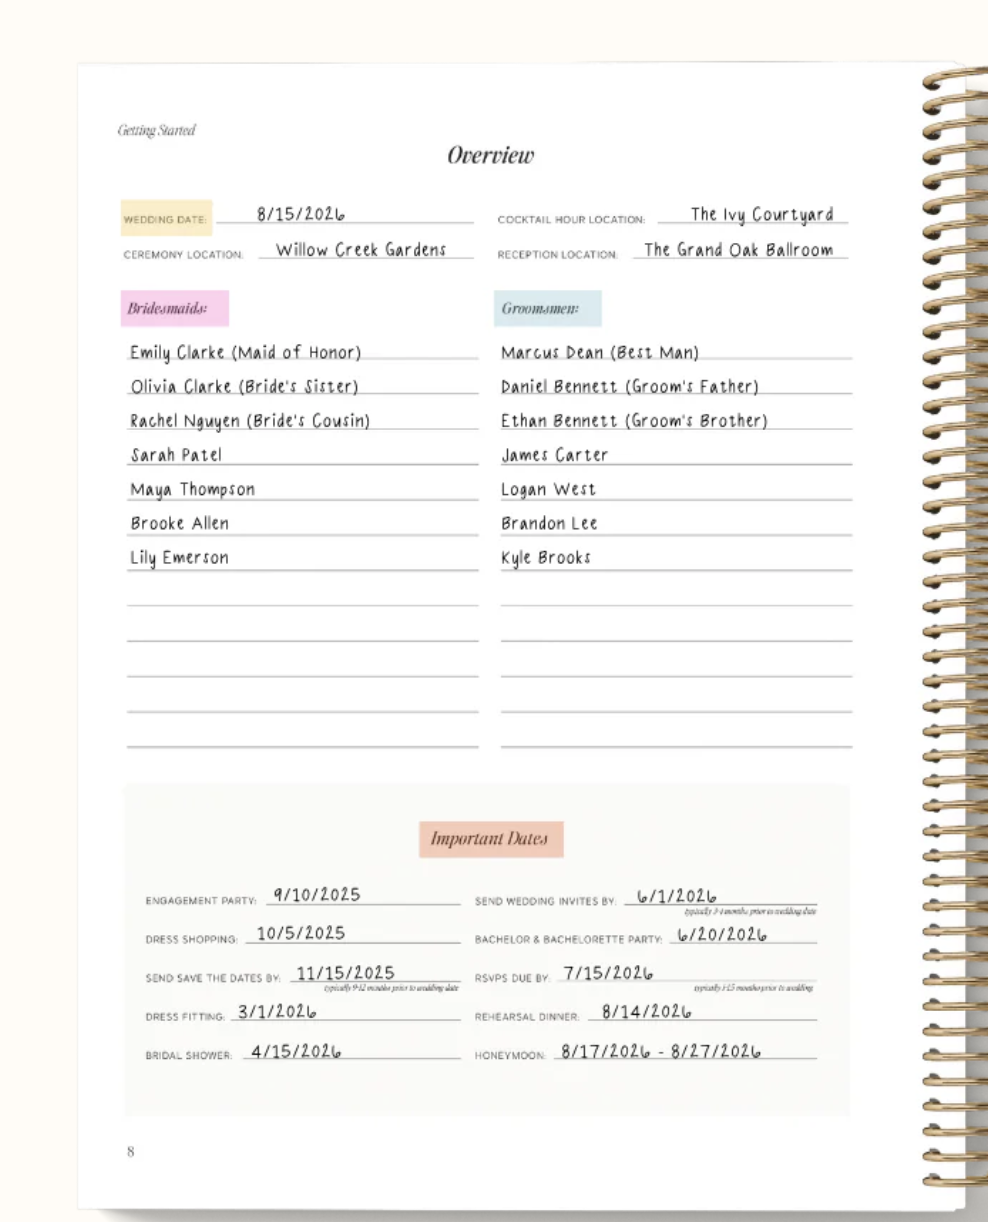 Getting Started
Overview
WEDDING DATE: 8/15/2026
COCKTAIL HOUR LOCATION: The Ivy Courtyard
CEREMONY LOCATION: Willow Creek Gardens
RECEPTION LOCATION: The Grand Oak Ballroom
Bridesmaids:
Emily Clarke (Maid of Honor)
Olivia Clarke (Bride's Sister)
Rachel Nguyen (Bride's Cousin)
Sarah Patel
Maya Thompson
Brooke Allen
Lily Emerson
Groomsmen:
Marcus Dean (Best Man)
Daniel Bennett (Groom's Father)
Ethan Bennett (Groom's Brother)
James Carter
Logan West
Brandon Lee
Kyle Brooks
Important Dates
ENGAGEMENT PARTY: 9/10/2025
DRESS SHOPPING: 10/5/2025
SEND SAVE THE DATES BY: 11/15/2025
typically 9-12 months prior to wedding date
DRESS FITTING: 3/1/2026
BRIDAL SHOWER: 4/15/2026
SEND WEDDING INVITES BY: 6/1/2026
typically 3-4 months prior to wedding date
BACHELOR & BACHELORETTE PARTY: 6/20/2026
RSVPS DUE BY: 7/15/2026
typically 1-1.5 months prior to wedding
REHEARSAL DINNER: 8/14/2026
HONEYMOON: 8/17/2026 - 8/27/2026
8